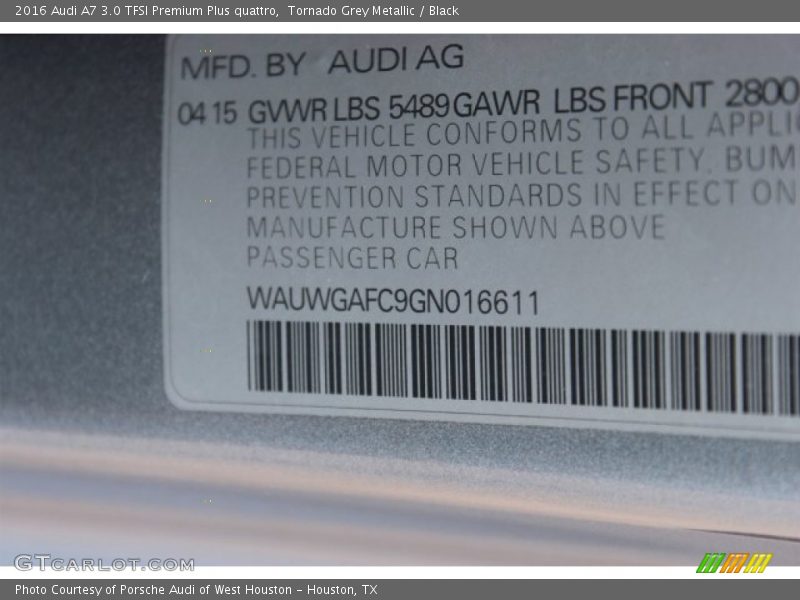 2016 Audi A7 3.0 TFSI Premium Plus quattro,  Tornado Grey Metallic / Black
MFD. BY AUDI AG
04 15 GVWR LBS 5489 GAWR LBS FRONT 2800
THIS VEHICLE CONFORMS TO ALL APPLI
FEDERAL MOTOR VEHICLE SAFETY, BUM
PREVENTION STANDARDS IN EFFECT ON
MANUFACTURE SHOWN ABOVE
PASSENGER CAR
WAUWGAFC9GN016611
GTCARLOT.COM
Photo Courtesy of Porsche Audi of West Houston - Houston, TX